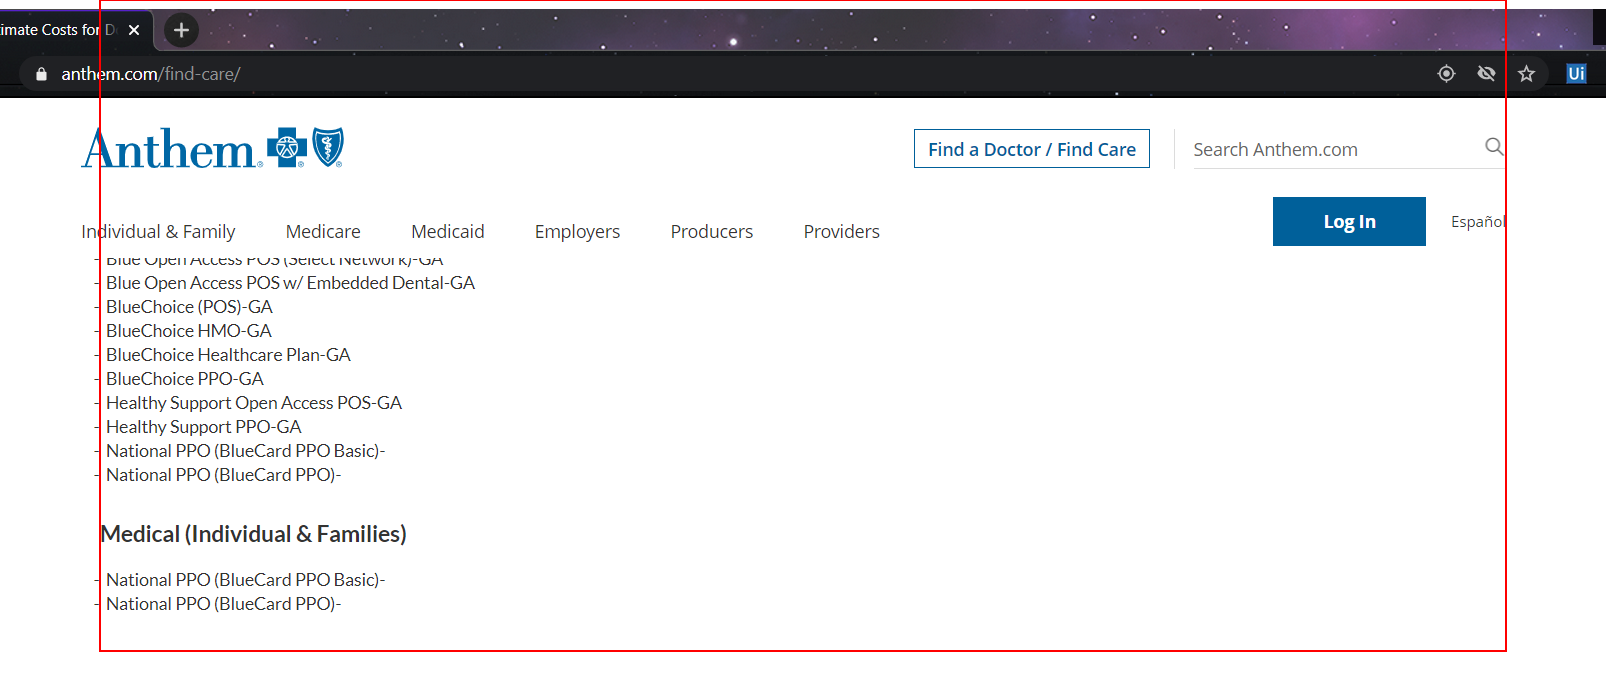 timate Costs for D
anthem.com/find-care/
Ui
Anthem
Find a Doctor / Find Care
Search Anthem.com
Log In
Español
Individual & Family
Medicare
Medicaid
Employers
Producers
Providers
- Blue Open Access POS (Select Network)-GA
- Blue Open Access POS w/ Embedded Dental-GA
- BlueChoice (POS)-GA
- BlueChoice HMO-GA
- BlueChoice Healthcare Plan-GA
- BlueChoice PPO-GA
- Healthy Support Open Access POS-GA
- Healthy Support PPO-GA
- National PPO (BlueCard PPO Basic)-
- National PPO (BlueCard PPO)-
Medical (Individual & Families)
- National PPO (BlueCard PPO Basic)-
- National PPO (BlueCard PPO)-